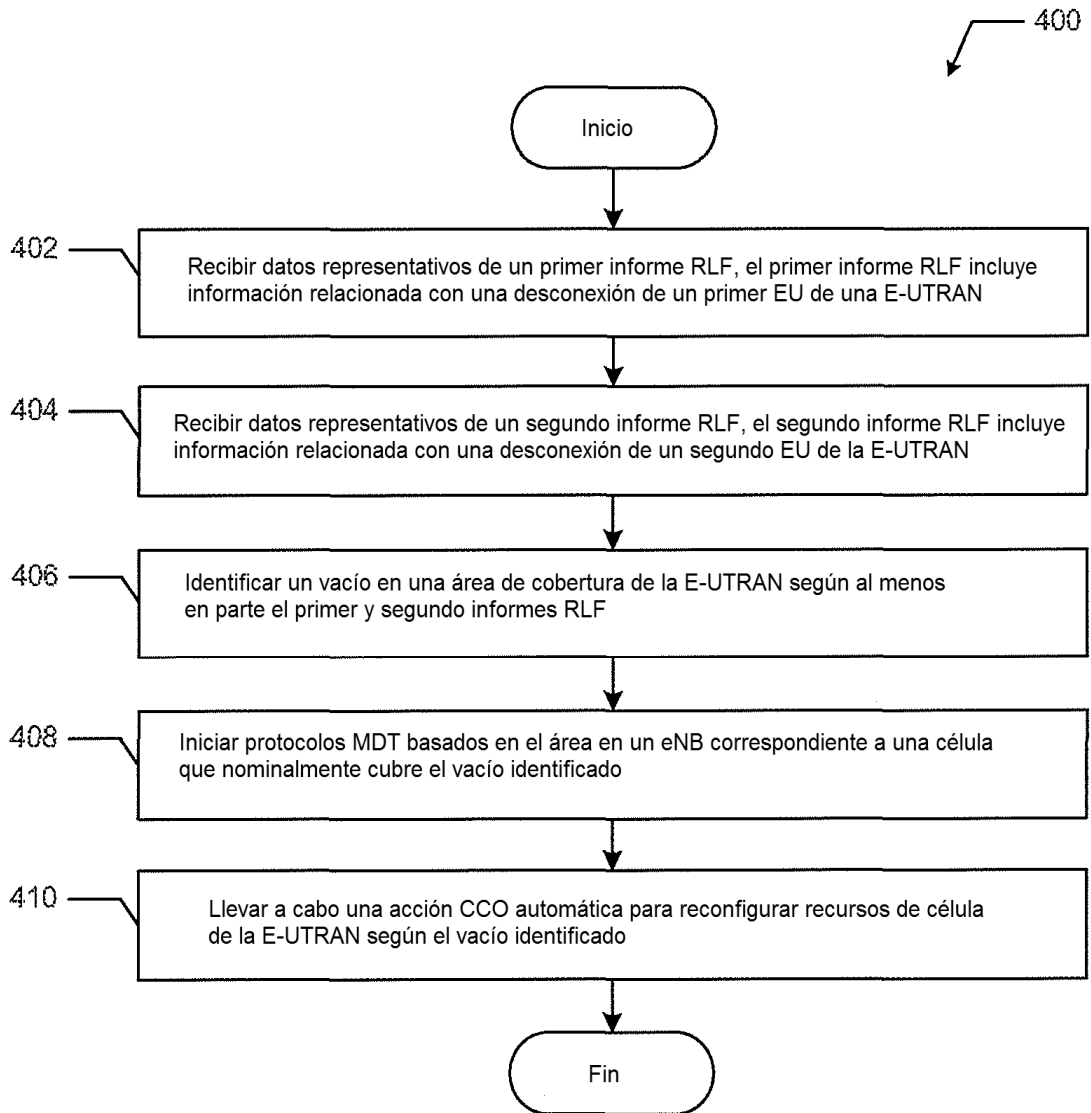 400
Inicio
402
Recibir datos representativos de un primer informe RLF, el primer informe RLF incluye
información relacionada con una desconexión de un primer EU de una E-UTRAN
404
Recibir datos representativos de un segundo informe RLF, el segundo informe RLF incluye
información relacionada con una desconexión de un segundo EU de la E-UTRAN
406
Identificar un vacío en una área de cobertura de la E-UTRAN según al menos
en parte el primer y segundo informes RLF
408
Iniciar protocolos MDT basados en el área en un eNB correspondiente a una célula
que nominalmente cubre el vacío identificado
410
Llevar a cabo una acción CCO automática para reconfigurar recursos de célula
de la E-UTRAN según el vacío identificado
Fin